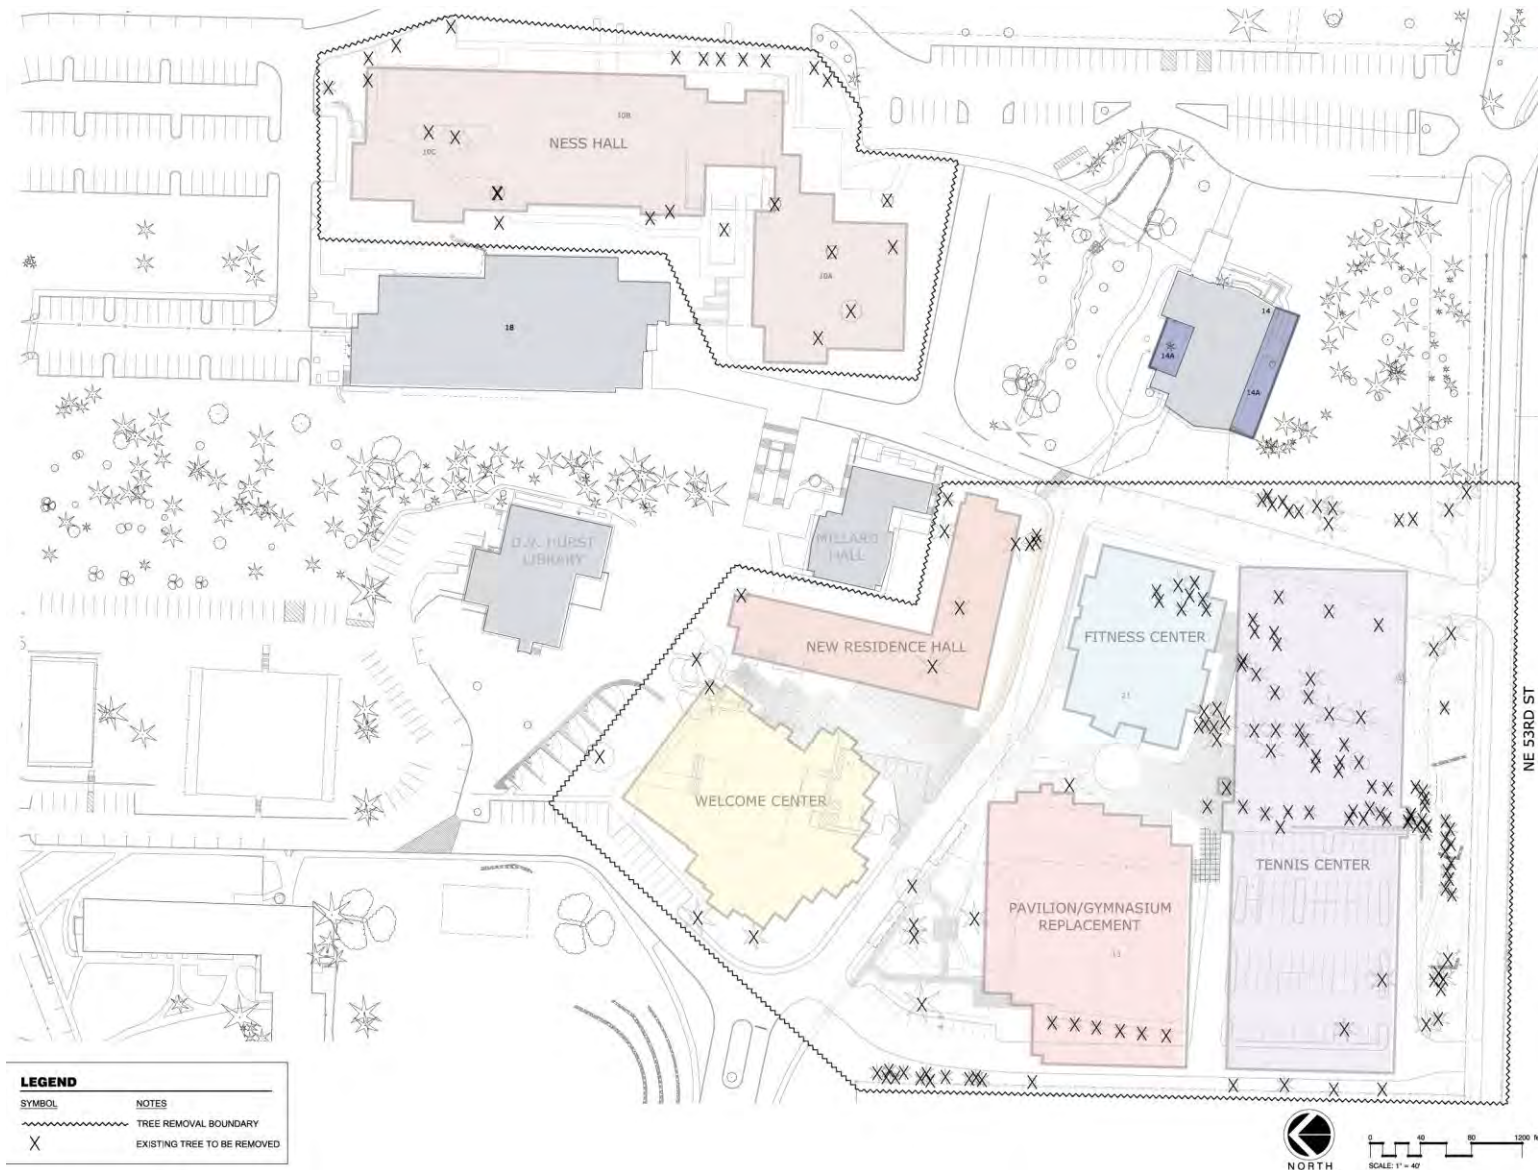 10B
NESS HALL
10C
10A
18
14
14A
14A
O.V. HURST
LIBRARY
MILLARD
HALL
NEW RESIDENCE HALL
FITNESS CENTER
21
NE 53RD ST
WELCOME CENTER
TENNIS CENTER
PAVILION/GYMNASIUM
REPLACEMENT
13
LEGEND
SYMBOL NOTES
TREE REMOVAL BOUNDARY
EXISTING TREE TO BE REMOVED
NORTH
0 40 80 1200
SCALE: 1" = 40'